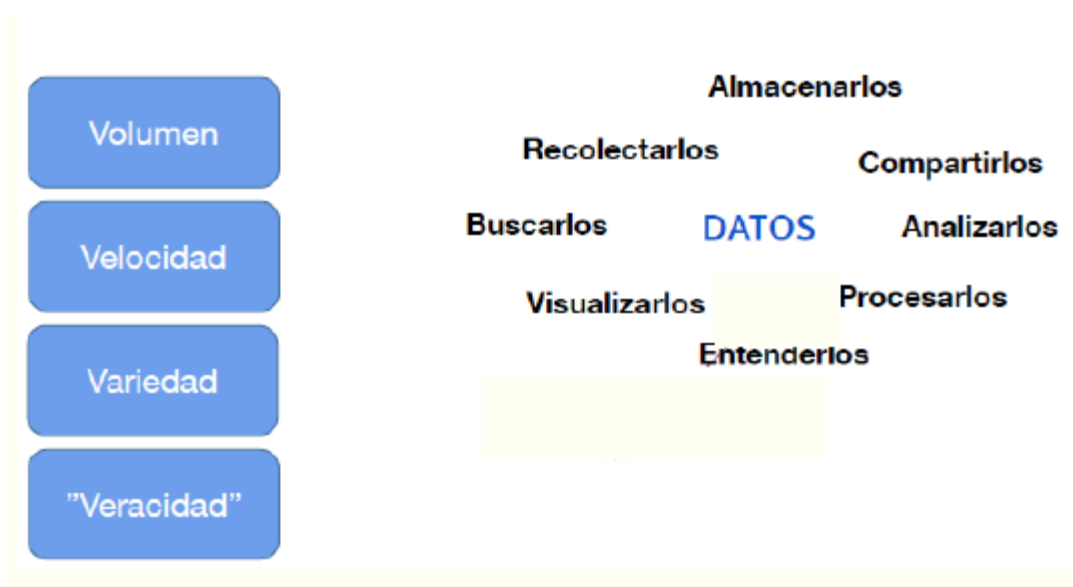 Volumen
Velocidad
Variedad
”Veracidad”
Almacenarlos
Recolectarlos
Compartirlos
Buscarlos
DATOS
Analizarlos
Visualizarlos
Procesarlos
Entenderlos